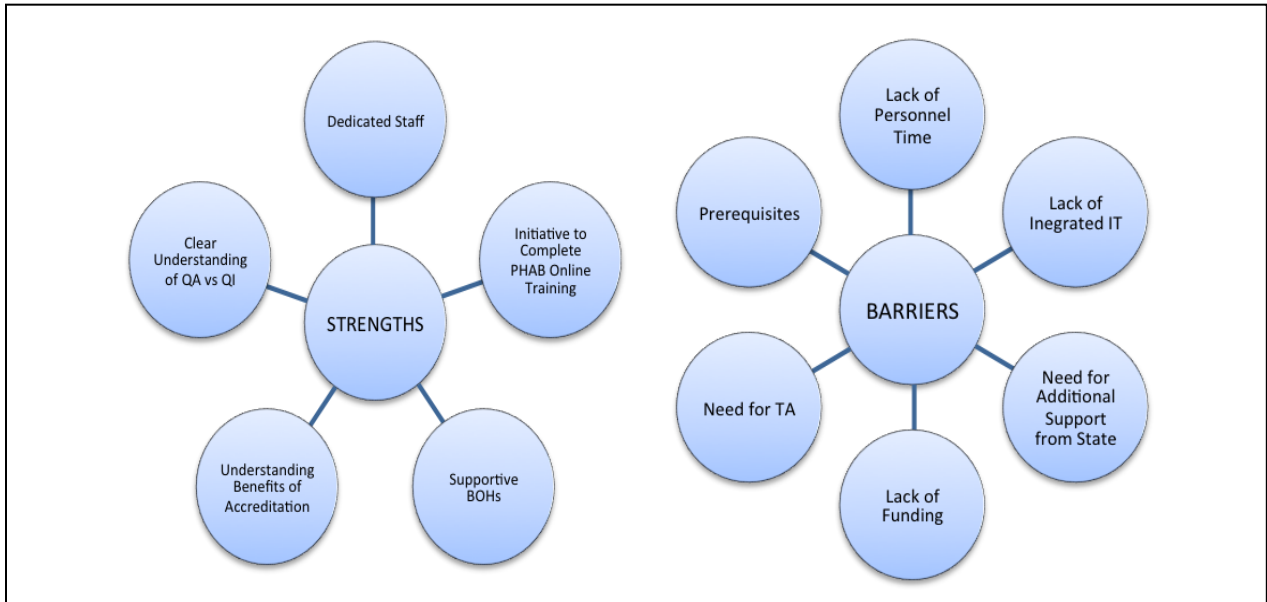 Dedicated Staff
Initiative to
Complete
PHAB Online
Training
Supportive
BOHs
Understanding
Benefits of
Accreditation
Clear
Understanding
of QA vs QI
STRENGTHS
Lack of
Personnel
Time
Lack of
Inegrated IT
Need for
Additional
Support
from State
Lack of
Funding
Need for TA
Prerequisites
BARRIERS